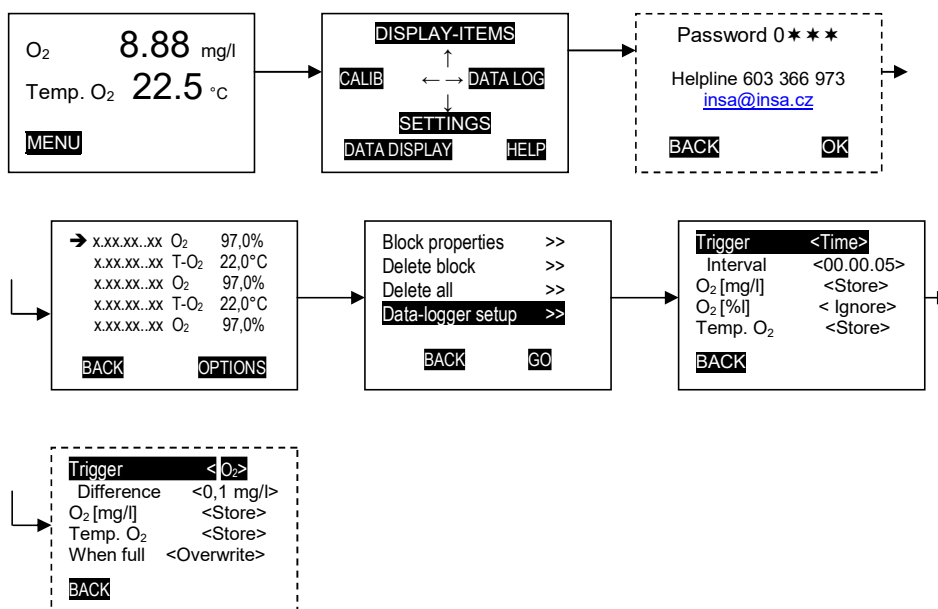 O₂ 8.88 mg/l
Temp. O₂ 22.5 °C
MENU
DISPLAY-ITEMS
↑
CALIB ← → DATA LOG
↓
SETTINGS
DATA DISPLAY HELP
Password 0✶✶✶
Helpline 603 366 973
insa@insa.cz
BACK OK
➔ x.xx.xx..xx O₂ 97,0%
x.xx.xx..xx T-O₂ 22,0°C
x.xx.xx..xx O₂ 97,0%
x.xx.xx..xx T-O₂ 22,0°C
x.xx.xx..xx O₂ 97,0%
BACK OPTIONS
Block properties >>
Delete block >>
Delete all >>
Data-logger setup >>
BACK GO
Trigger <Time>
Interval <00.00.05>
O₂ [mg/l] <Store>
O₂ [%l] < Ignore>
Temp. O₂ <Store>
BACK
Trigger < O₂>
Difference <0,1 mg/l>
O₂ [mg/l] <Store>
Temp. O₂ <Store>
When full <Overwrite>
BACK